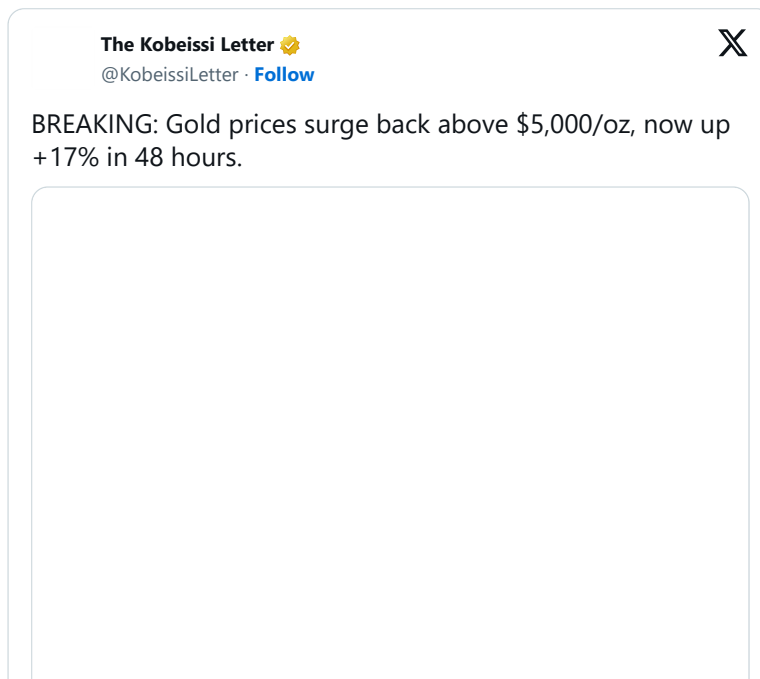 The Kobeissi Letter
@KobeissiLetter · Follow
BREAKING: Gold prices surge back above $5,000/oz, now up
+17% in 48 hours.